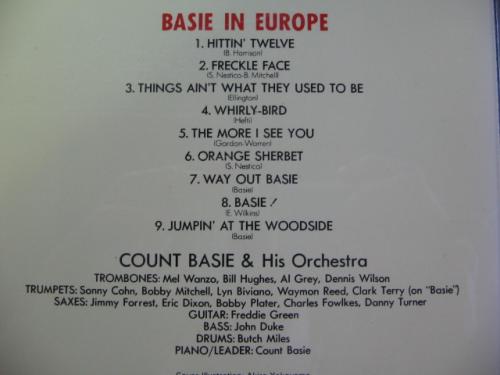 BASIE IN EUROPE
1. HITTIN' TWELVE
(B. Harrison)
2. FRECKLE FACE
(S. Nestico-B. Mitchell)
3. THINGS AIN'T WHAT THEY USED TO BE
(Ellington)
4. WHIRLY-BIRD
(Hefti)
5. THE MORE I SEE YOU
(Gordon-Warren)
6. ORANGE SHERBET
(S. Nestico)
7. WAY OUT BASIE
(Basie)
8. BASIE!
(E. Wilkins)
9. JUMPIN' AT THE WOODSIDE
(Basie)
COUNT BASIE & His Orchestra
TROMBONES: Mel Wanzo, Bill Hughes, Al Grey, Dennis Wilson
TRUMPETS: Sonny Cohn, Bobby Mitchell, Lyn Biviano, Waymon Reed, Clark Terry (on "Basie")
SAXES: Jimmy Forrest, Eric Dixon, Bobby Plater, Charles Fowlkes, Danny Turner
GUITAR: Freddie Green
BASS: John Duke
DRUMS: Butch Miles
PIANO/LEADER: Count Basie